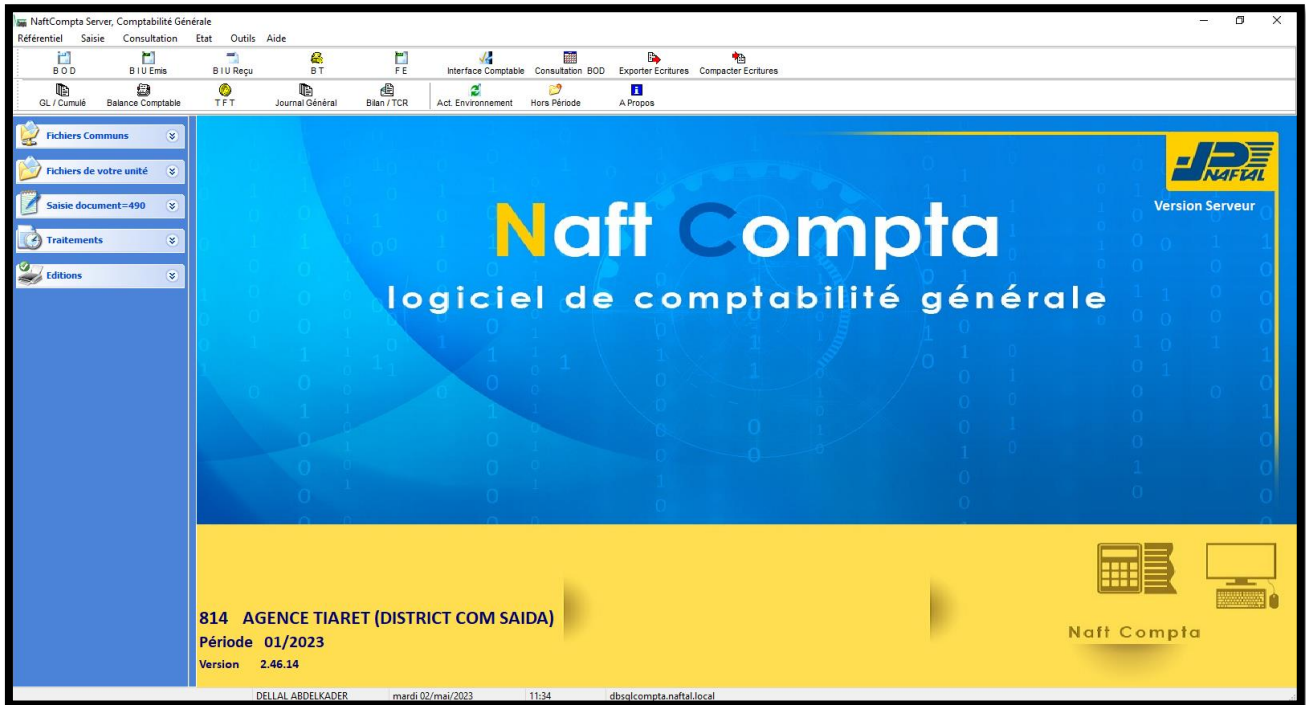 NaftCompta Server, Comptabilité Générale
Référentiel Saisie Consultation Etat Outils Aide
B O D B I U Emis B I U Reçu B T F E Interface Comptable Consultation BOD Exporter Ecritures Compacter Ecritures
GL / Cumulé Balance Comptable T F T Journal Général Bilan / TCR Act. Environnement Hors Période A Propos
Fichiers Communs
Fichiers de votre unité
Saisie document=490
Traitements
Editions
NAFTAL
Version Serveur
Naft Compta
logiciel de comptabilité générale
814 AGENCE TIARET (DISTRICT COM SAIDA)
Période 01/2023
Version 2.46.14
Naft Compta
DELLAL ABDELKADER mardi 02/mai/2023 11:34 dbsqlcompta.naftal.local